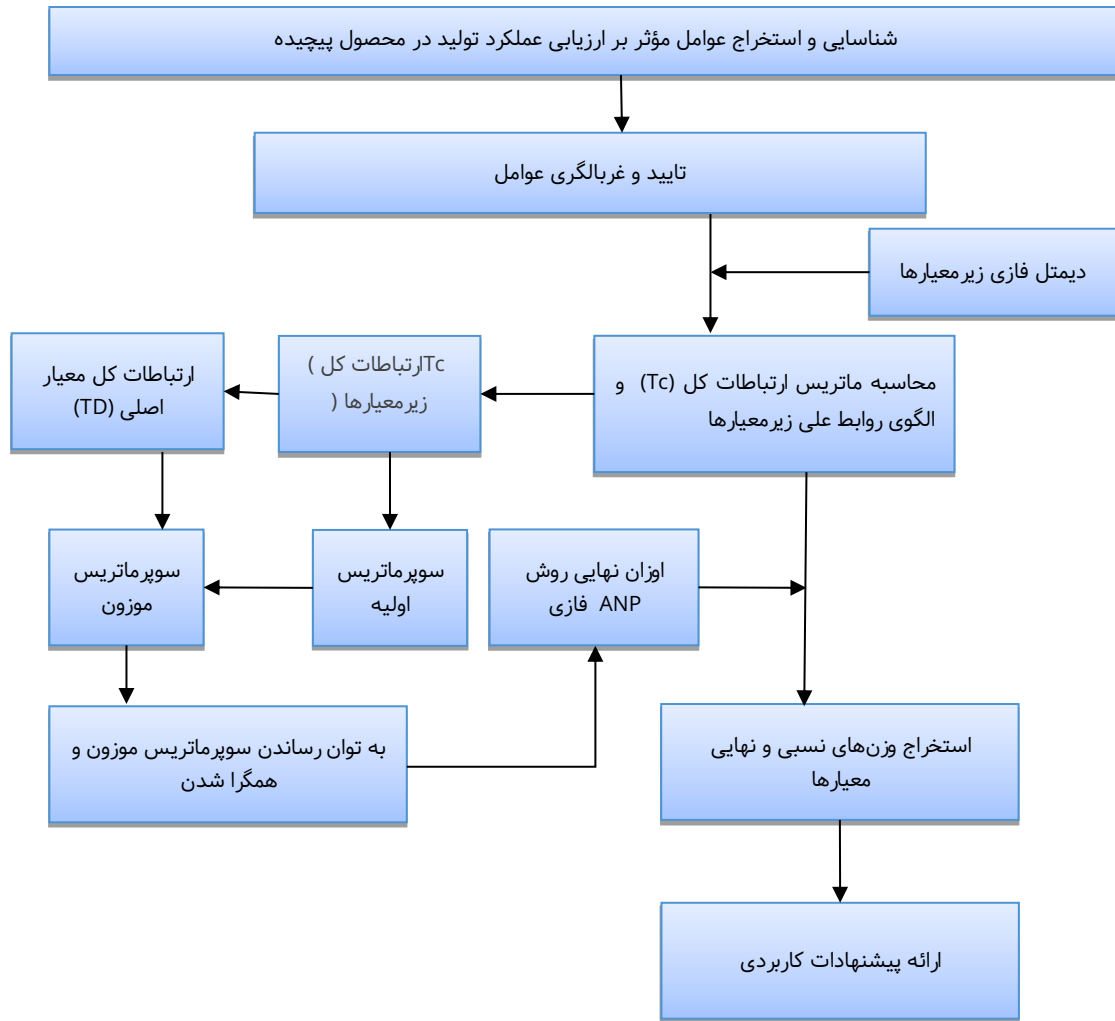 شناسایی و استخراج عوامل مؤثر بر ارزیابی عملکرد تولید در محصول پیچیده
تایید و غربالگری عوامل
دیمتل فازی زیرمعیارها
محاسبه ماتریس ارتباطات کل (Tc) و
الگوی روابط علی زیرمعیارها
Tcارتباطات کل )
زیرمعیارها (
ارتباطات کل معیار
اصلی (TD)
سوپرماتریس
اولیه
سوپرماتریس
موزون
اوزان نهایی روش
ANP فازی
به توان رساندن سوپرماتریس موزون و
همگرا شدن
استخراج وزن‌های نسبی و نهایی
معیارها
ارائه پیشنهادات کاربردی